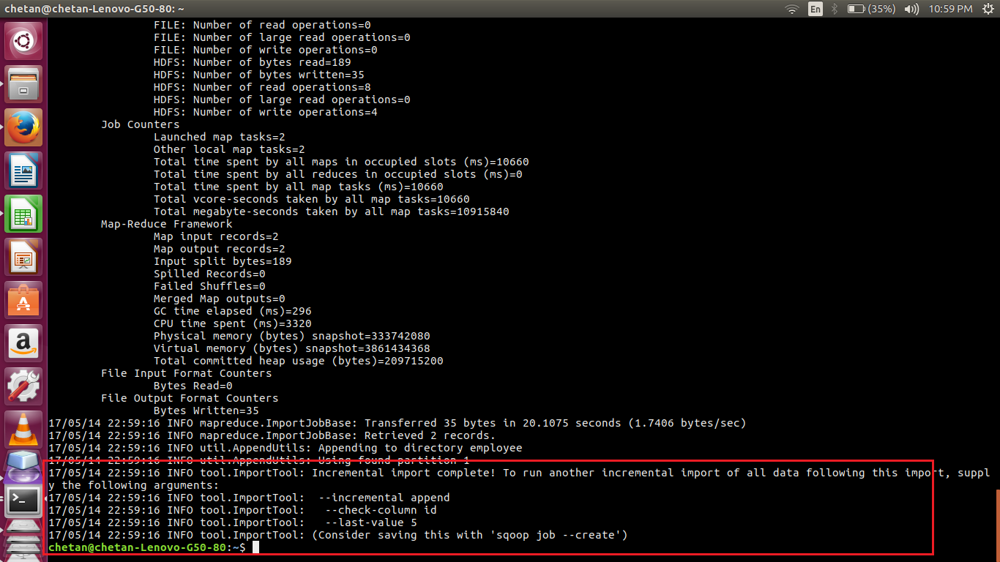 chetan@chetan-Lenovo-G50-80: ~
En
(35%)
10:59 PM
FILE: Number of read operations=0
FILE: Number of large read operations=0
FILE: Number of write operations=0
HDFS: Number of bytes read=189
HDFS: Number of bytes written=35
HDFS: Number of read operations=8
HDFS: Number of large read operations=0
HDFS: Number of write operations=4
Job Counters
Launched map tasks=2
Other local map tasks=2
Total time spent by all maps in occupied slots (ms)=10660
Total time spent by all reduces in occupied slots (ms)=0
Total time spent by all map tasks (ms)=10660
Total vcore-seconds taken by all map tasks=10660
Total megabyte-seconds taken by all map tasks=10915840
Map-Reduce Framework
Map input records=2
Map output records=2
Input split bytes=189
Spilled Records=0
Failed Shuffles=0
Merged Map outputs=0
GC time elapsed (ms)=296
CPU time spent (ms)=3320
Physical memory (bytes) snapshot=333742080
Virtual memory (bytes) snapshot=3861434368
Total committed heap usage (bytes)=209715200
File Input Format Counters
Bytes Read=0
File Output Format Counters
Bytes Written=35
17/05/14 22:59:16 INFO mapreduce.ImportJobBase: Transferred 35 bytes in 20.1075 seconds (1.7406 bytes/sec)
17/05/14 22:59:16 INFO mapreduce.ImportJobBase: Retrieved 2 records.
17/05/14 22:59:16 INFO util.AppendUtils: Appending to directory employee
17/05/14 22:59:16 INFO util.AppendUtils: Using found partition 1
17/05/14 22:59:16 INFO tool.ImportTool: Incremental import complete! To run another incremental import of all data following this import, suppl
y the following arguments:
17/05/14 22:59:16 INFO tool.ImportTool:  --incremental append
17/05/14 22:59:16 INFO tool.ImportTool:   --check-column id
17/05/14 22:59:16 INFO tool.ImportTool:   --last-value 5
17/05/14 22:59:16 INFO tool.ImportTool: (Consider saving this with 'sqoop job --create')
chetan@chetan-Lenovo-G50-80:~$